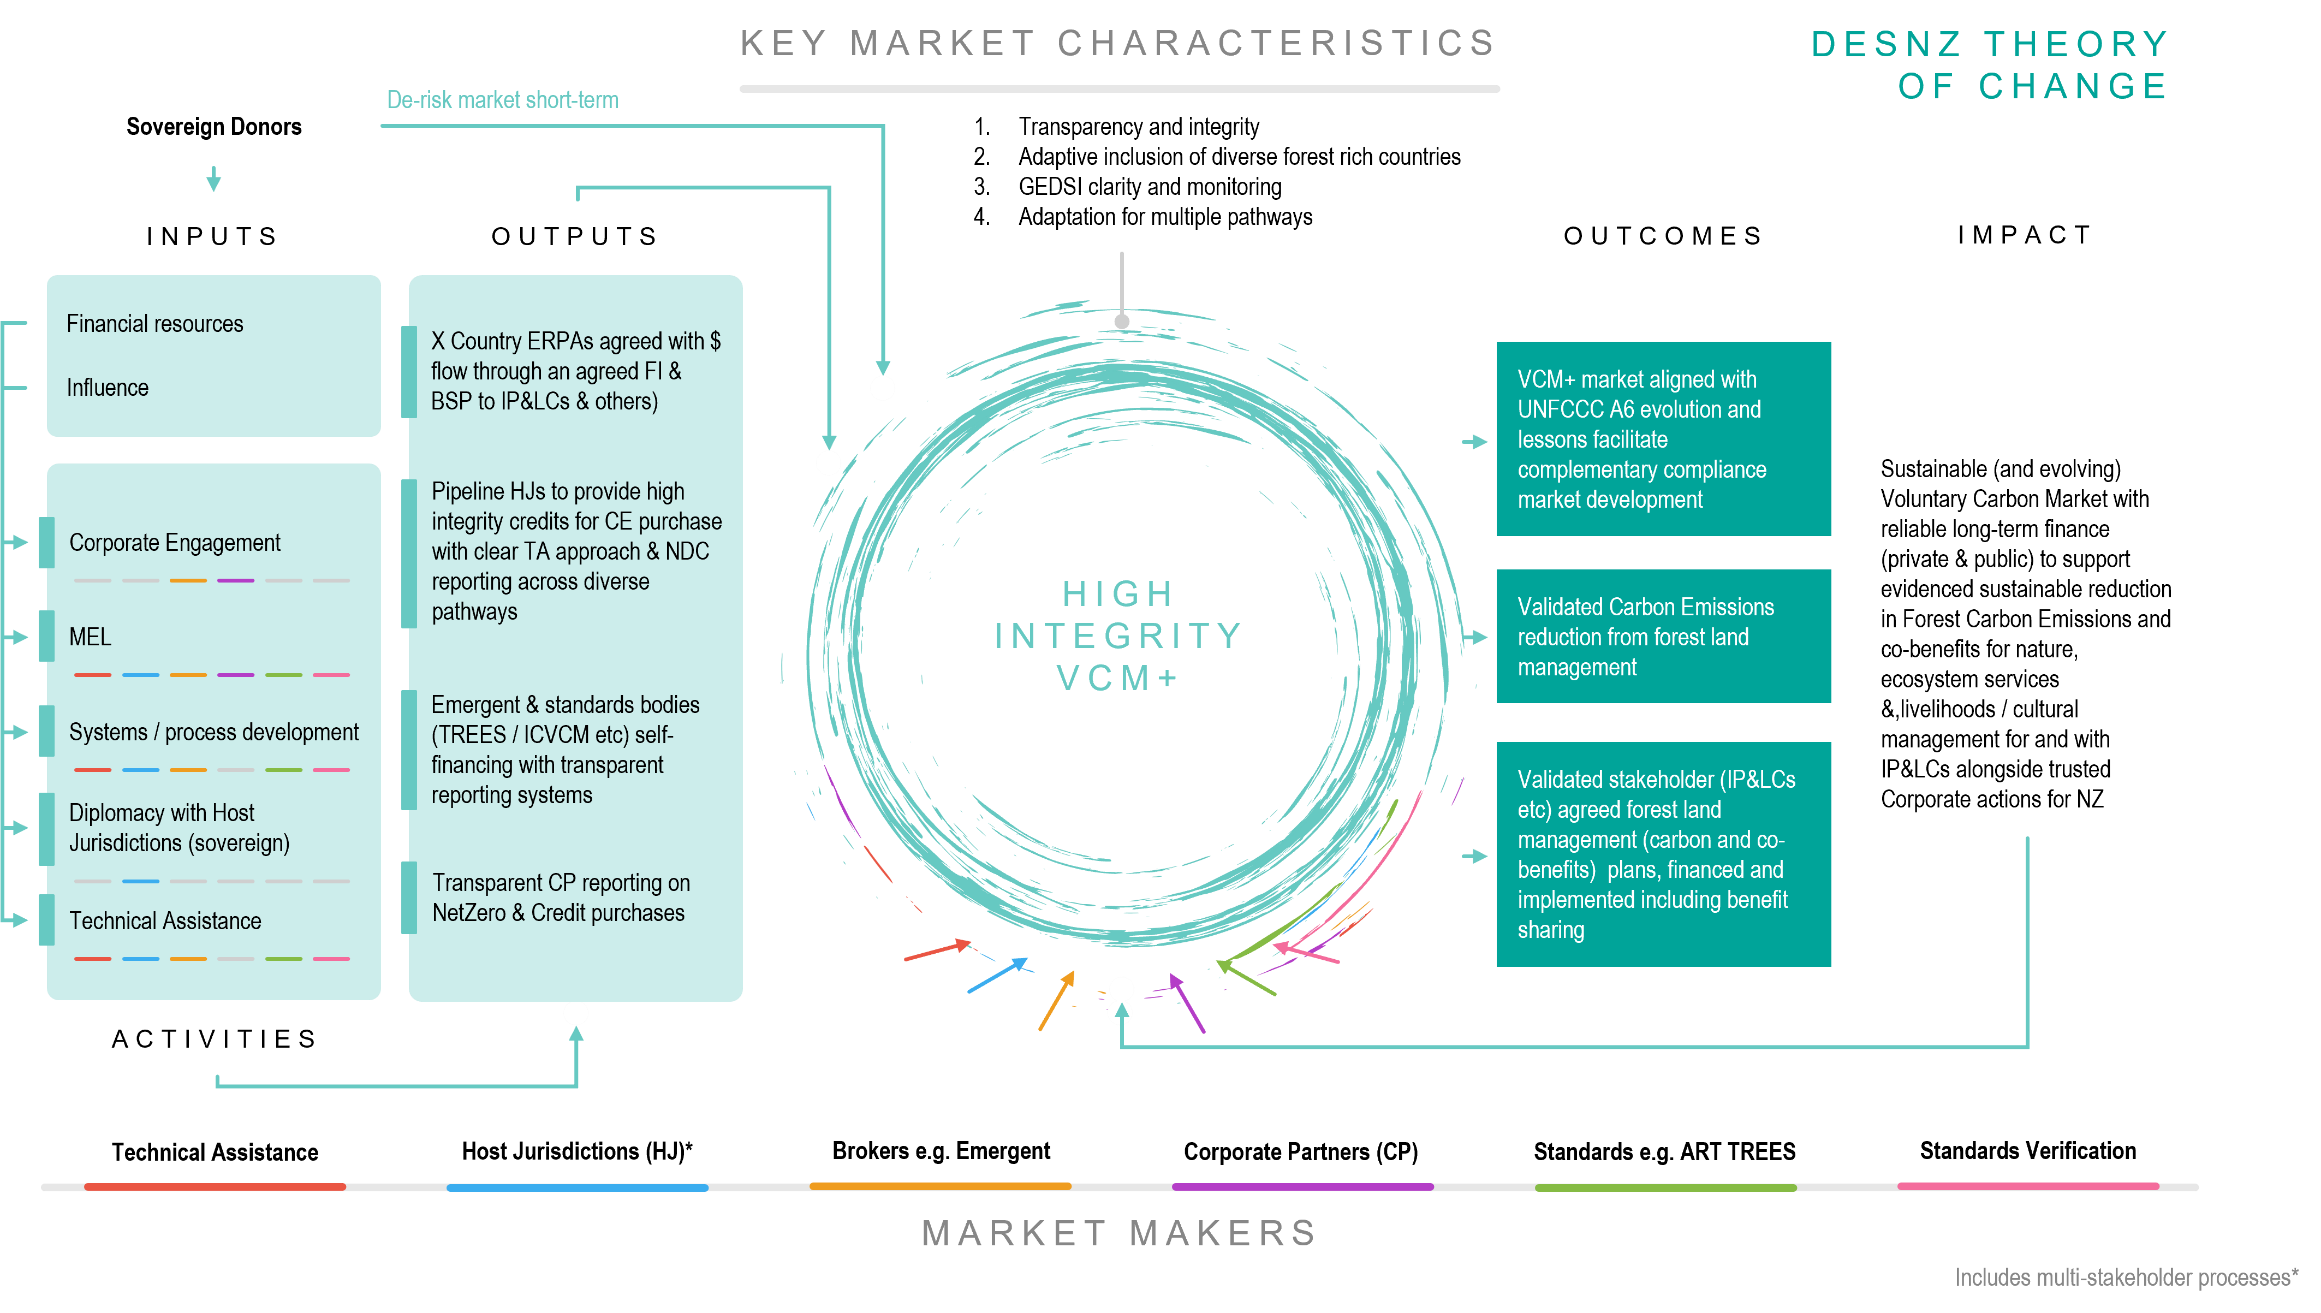 KEY MARKET CHARACTERISTICS
DESNZ THEORY
OF CHANGE
De-risk market short-term
Sovereign Donors
1. Transparency and integrity
2. Adaptive inclusion of diverse forest rich countries
3. GEDSI clarity and monitoring
4. Adaptation for multiple pathways
INPUTS
Financial resources
Influence
Corporate Engagement
MEL
Systems / process development
Diplomacy with Host
Jurisdictions (sovereign)
Technical Assistance
ACTIVITIES
OUTPUTS
X Country ERPAs agreed with $
flow through an agreed FI &
BSP to IP&LCs & others)
Pipeline HJs to provide high
integrity credits for CE purchase
with clear TA approach & NDC
reporting across diverse
pathways
Emergent & standards bodies
(TREES / ICVCM etc) self-
financing with transparent
reporting systems
Transparent CP reporting on
NetZero & Credit purchases
HIGH
INTEGRITY
VCM+
OUTCOMES
VCM+ market aligned with
UNFCCC A6 evolution and
lessons facilitate
complementary compliance
market development
Validated Carbon Emissions
reduction from forest land
management
Validated stakeholder (IP&LCs
etc) agreed forest land
management (carbon and co-
benefits) plans, financed and
implemented including benefit
sharing
IMPACT
Sustainable (and evolving)
Voluntary Carbon Market with
reliable long-term finance
(private & public) to support
evidenced sustainable reduction
in Forest Carbon Emissions and
co-benefits for nature,
ecosystem services
&,livelihoods / cultural
management for and with
IP&LCs alongside trusted
Corporate actions for NZ
Technical Assistance
Host Jurisdictions (HJ)*
Brokers e.g. Emergent
Corporate Partners (CP)
Standards e.g. ART TREES
Standards Verification
MARKET MAKERS
Includes multi-stakeholder processes*